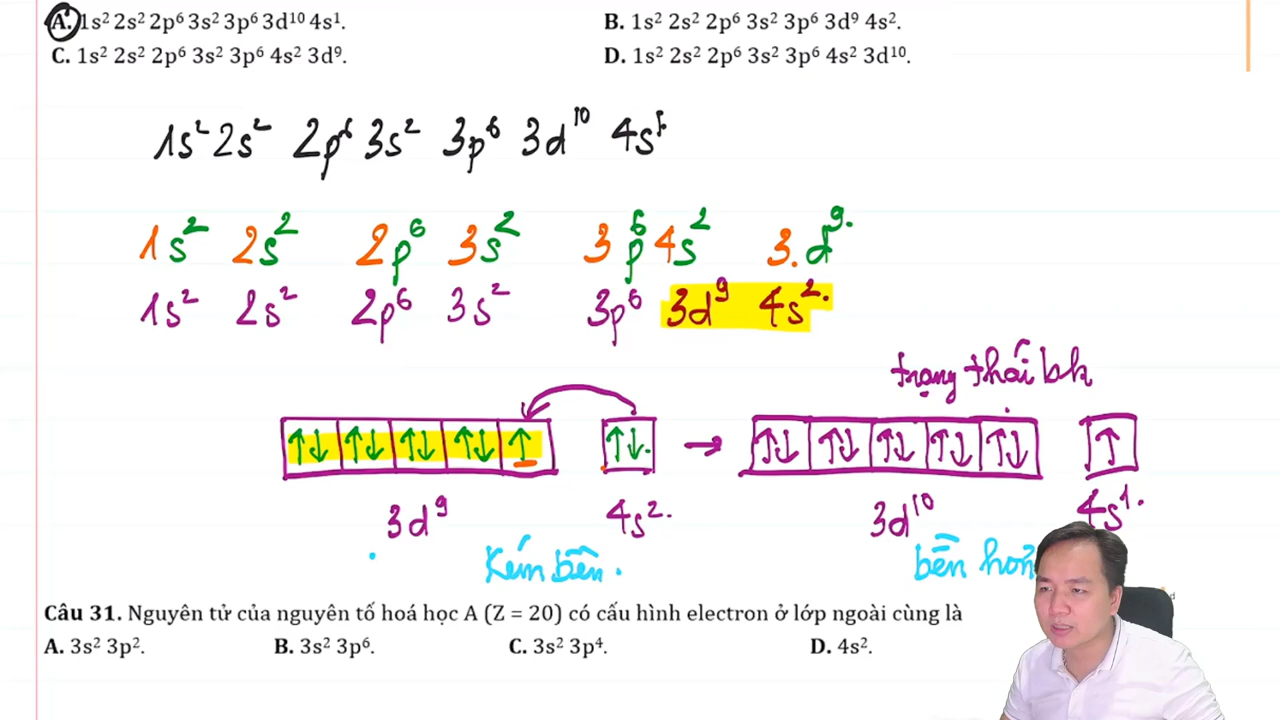 A. 1s² 2s² 2p⁶ 3s² 3p⁶ 3d¹⁰ 4s¹. B. 1s² 2s² 2p⁶ 3s² 3p⁶ 3d⁹ 4s².
C. 1s² 2s² 2p⁶ 3s² 3p⁶ 4s² 3d⁹. D. 1s² 2s² 2p⁶ 3s² 3p⁶ 4s² 3d¹⁰.
1s² 2s² 2p⁶ 3s² 3p⁶ 3d¹⁰ 4s¹
1s² 2s² 2p⁶ 3s² 3p⁶ 4s² 3d⁹
1s² 2s² 2p⁶ 3s² 3p⁶ 3d⁹ 4s²
trạng thái bh
↑↓ ↑↓ ↑↓ ↑↓ ↑ ↑↓ → ↑↓ ↑↓ ↑↓ ↑↓ ↑↓ ↑
3d⁹ 4s². 3d¹⁰ 4s¹.
Kém bền. bền
Câu 31. Nguyên tử của nguyên tố hoá học A (Z = 20) có cấu hình electron ở lớp ngoài cùng là
A. 3s² 3p². B. 3s² 3p⁶. C. 3s² 3p⁴. D. 4s².